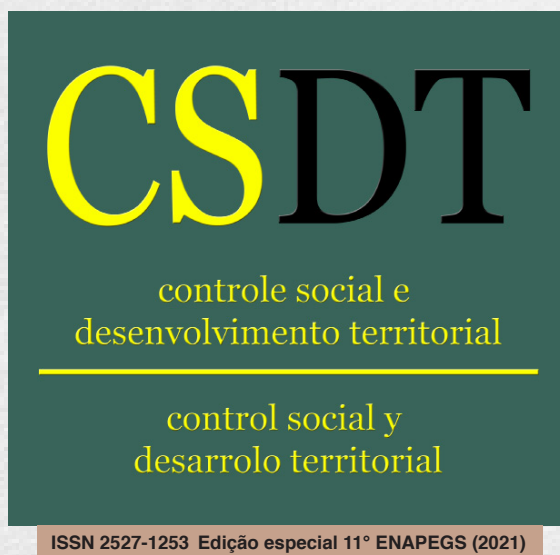 CSDT
controle social e
desenvolvimento territorial
control social y
desarrolo territorial
ISSN 2527-1253 Edição especial 11° ENAPEGS (2021)